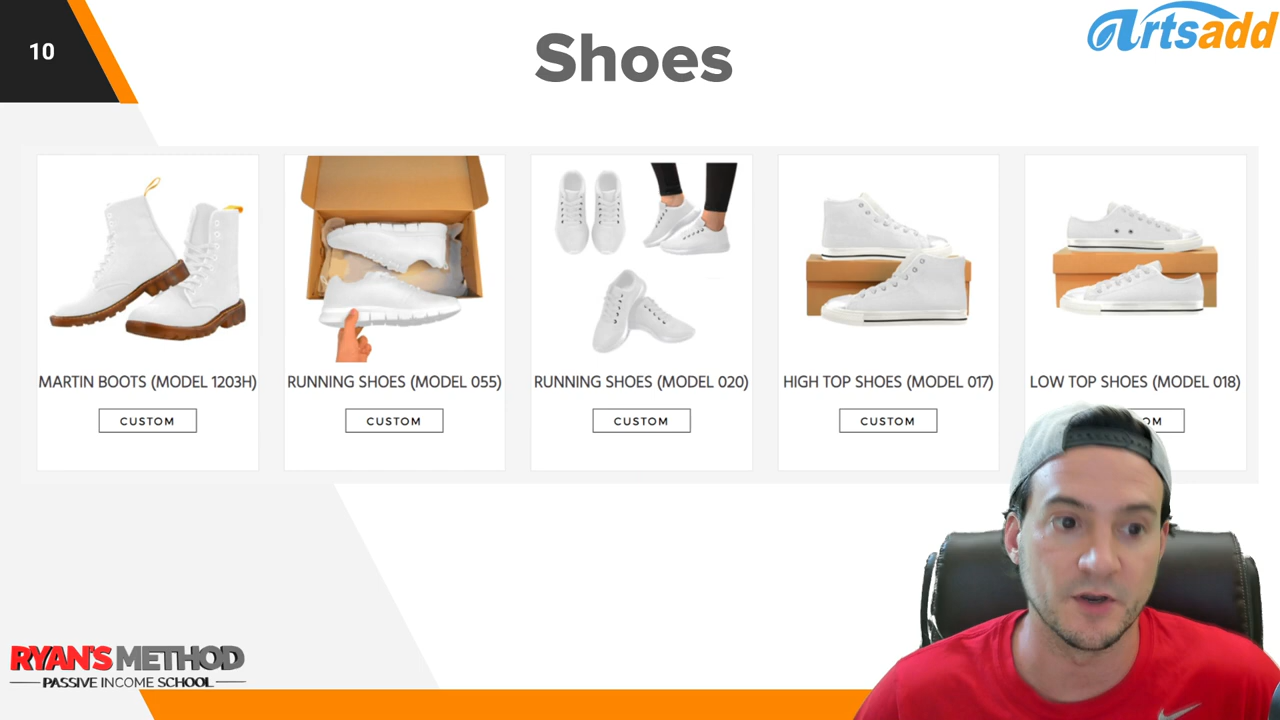 10
Shoes
artsadd
MARTIN BOOTS (MODEL 1203H)
RUNNING SHOES (MODEL 055)
RUNNING SHOES (MODEL 020)
HIGH TOP SHOES (MODEL 017)
LOW TOP SHOES (MODEL 018)
CUSTOM
CUSTOM
CUSTOM
CUSTOM
OM
RYAN'S METHOD
PASSIVE INCOME SCHOOL